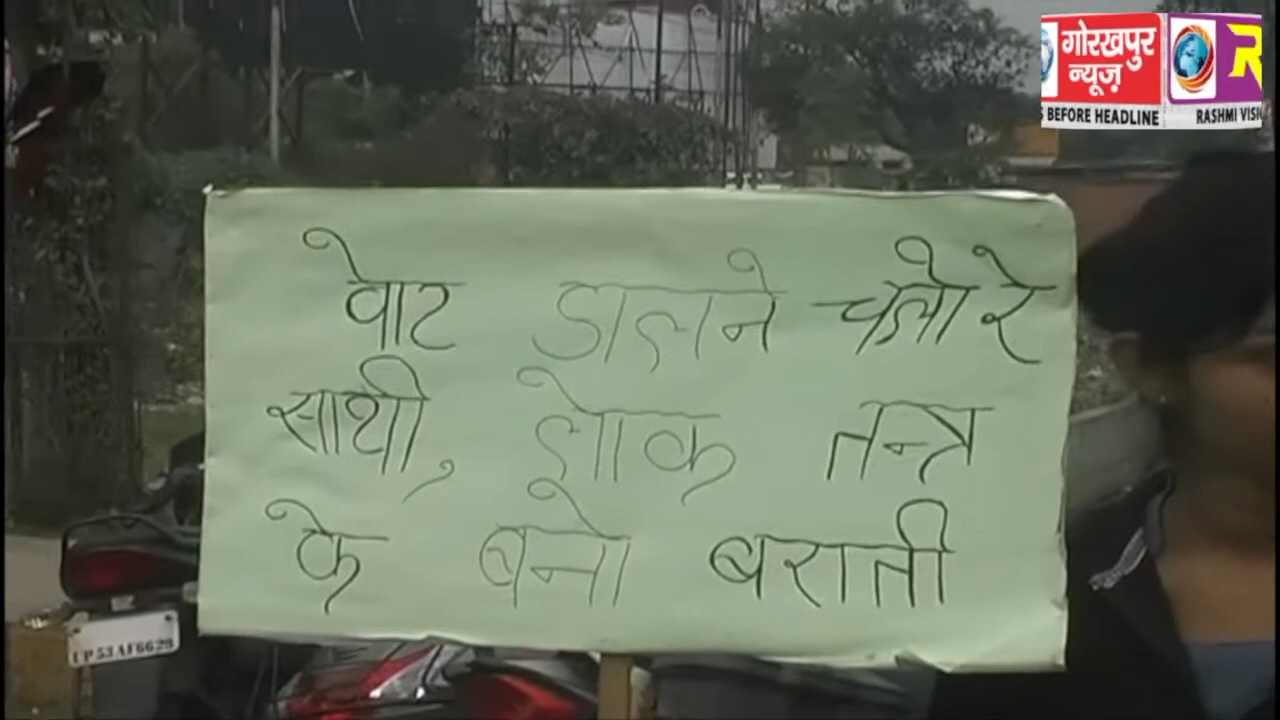 गोरखपुर
न्यूज़
S BEFORE HEADLINE
R
RASHMI VISI
वोट डालने चलो रे
साथी, लोक तन्त्र
के बनो बराती
UP53AF6629